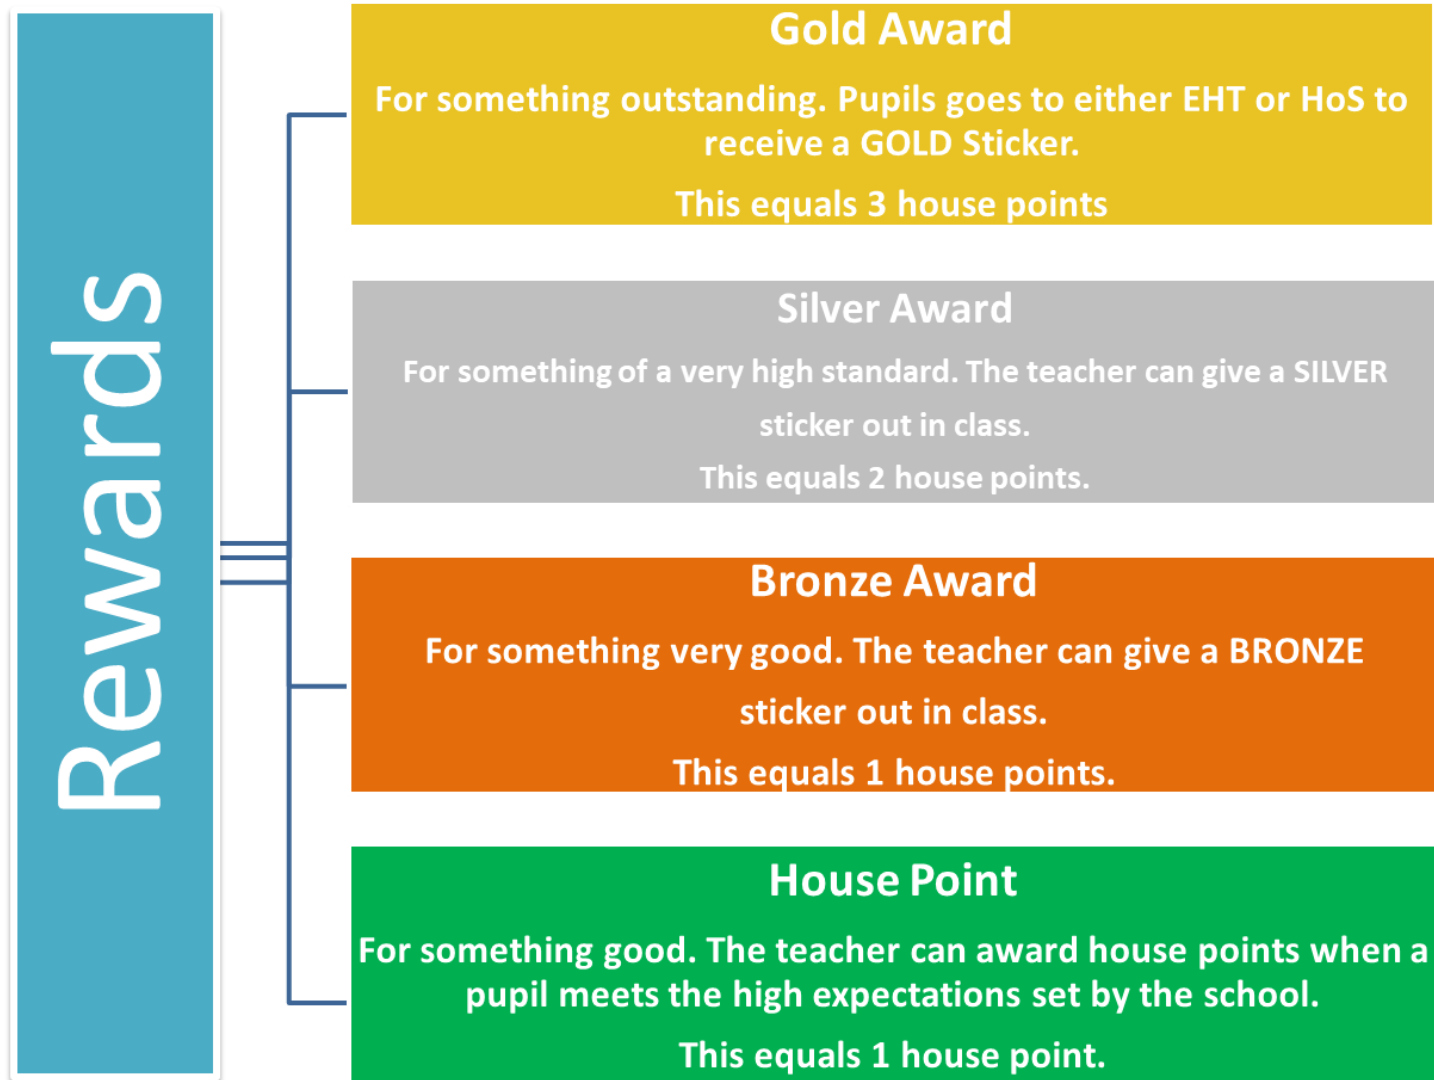 Rewards
Gold Award
For something outstanding. Pupils goes to either EHT or HoS to
receive a GOLD Sticker.
This equals 3 house points
Silver Award
For something of a very high standard. The teacher can give a SILVER
sticker out in class.
This equals 2 house points.
Bronze Award
For something very good. The teacher can give a BRONZE
sticker out in class.
This equals 1 house points.
House Point
For something good. The teacher can award house points when a
pupil meets the high expectations set by the school.
This equals 1 house point.